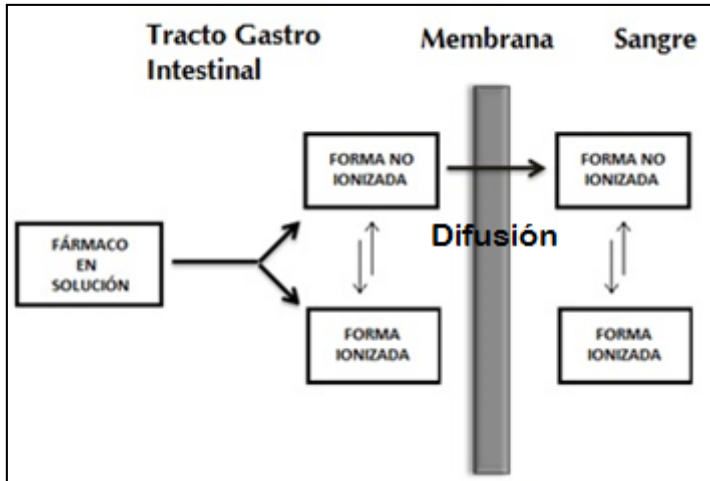 Tracto Gastro
Intestinal
Membrana
Sangre
FORMA NO
IONIZADA
FORMA NO
IONIZADA
FÁRMACO
EN
SOLUCIÓN
Difusión
FORMA
IONIZADA
FORMA
IONIZADA